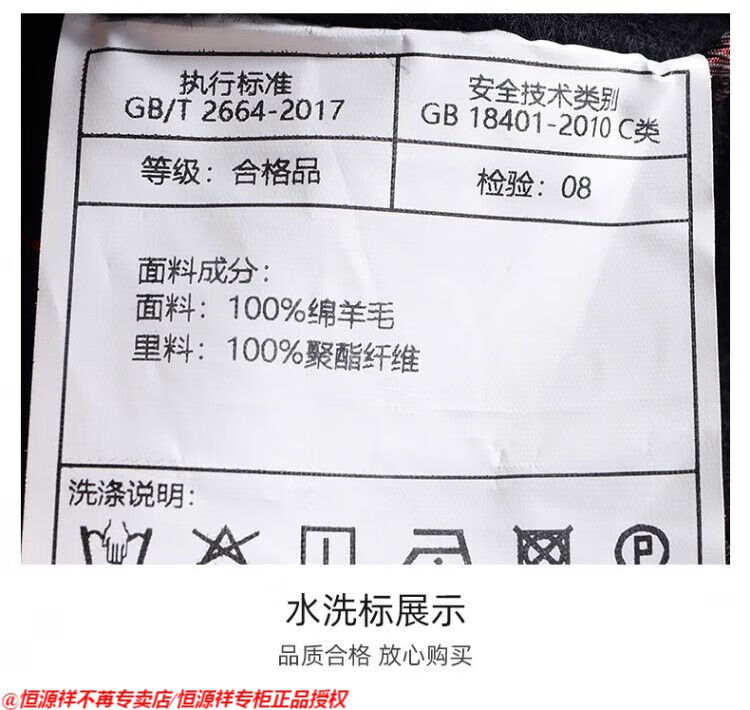 执行标准
GB/T 2664-2017
安全技术类别
GB 18401-2010 C类
等级：合格品
检验：08
面料成分：
面料：100%绵羊毛
里料：100%聚酯纤维
洗涤说明：
P
水洗标展示
品质合格 放心购买
@恒源祥不苒专卖店/恒源祥专柜正品授权